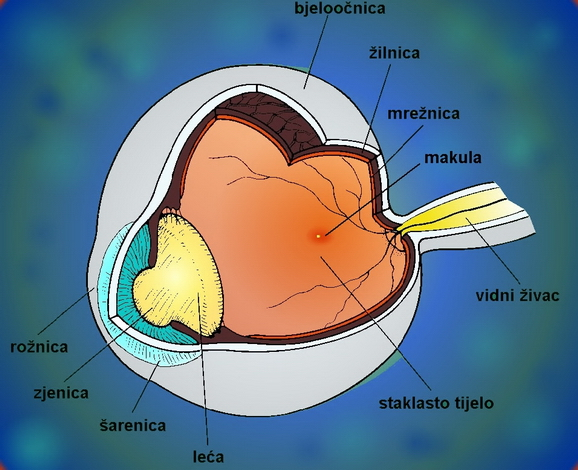 bjeloočnica
žilnica
mrežnica
makula
vidni živac
rožnica
zjenica
staklasto tijelo
šarenica
leća